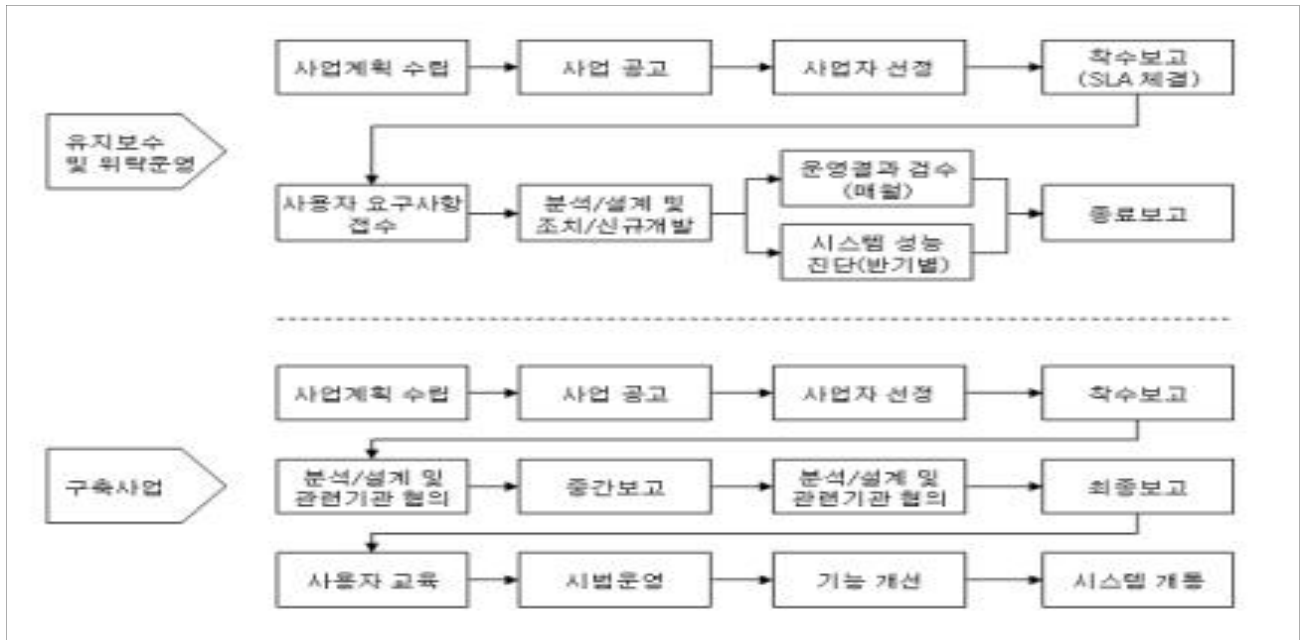 사업계획 수립
사업 공고
사업자 선정
착수보고
(SLA 체결)
유지보수
및 위탁운영
사용자 요구사항
접수
분석/설계 및
조치/신규개발
운영결과 검수
(매월)
시스템 성능
진단(반기별)
종료보고
사업계획 수립
사업 공고
사업자 선정
착수보고
구축사업
분석/설계 및
관련기관 협의
중간보고
분석/설계 및
관련기관 협의
최종보고
사용자 교육
시범운영
기능 개선
시스템 개통